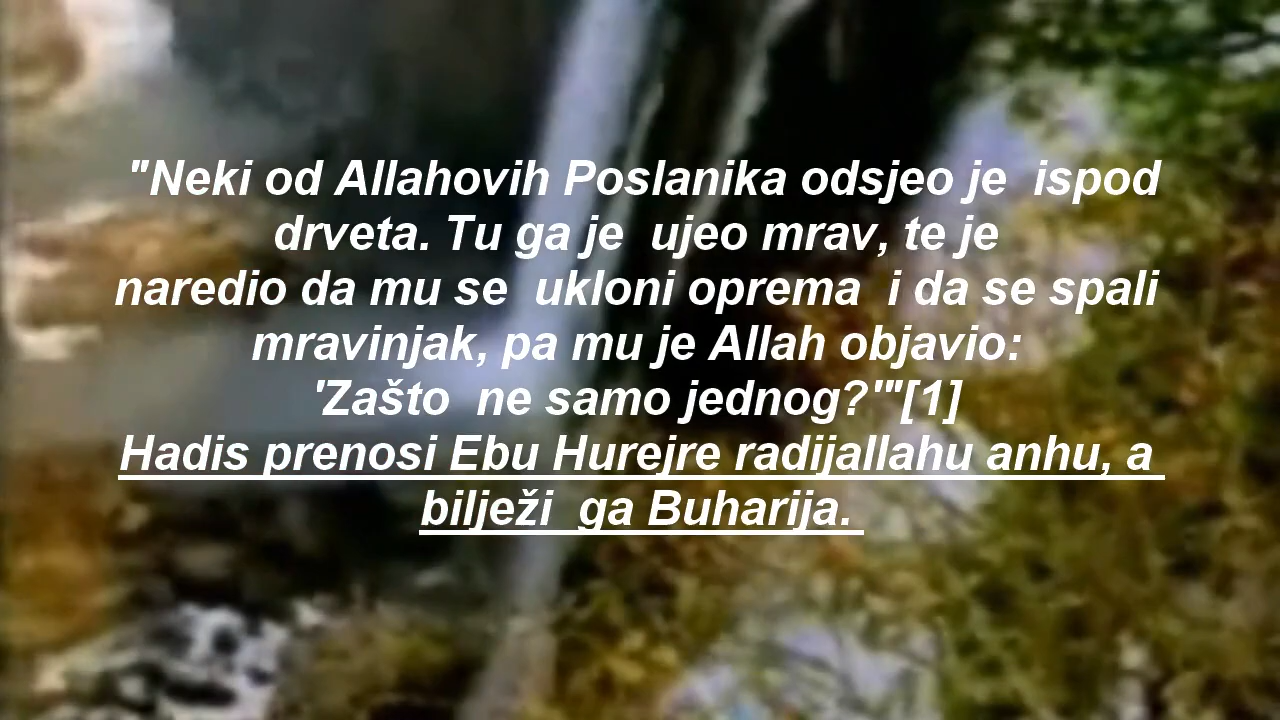 "Neki od Allahovih Poslanika odsjeo je  ispod
drveta. Tu ga je  ujeo mrav, te je
naredio da mu se  ukloni oprema  i da se spali
mravinjak, pa mu je Allah objavio:
'Zašto  ne samo jednog?'"[1]
Hadis prenosi Ebu Hurejre radijallahu anhu, a
bilježi  ga Buharija.